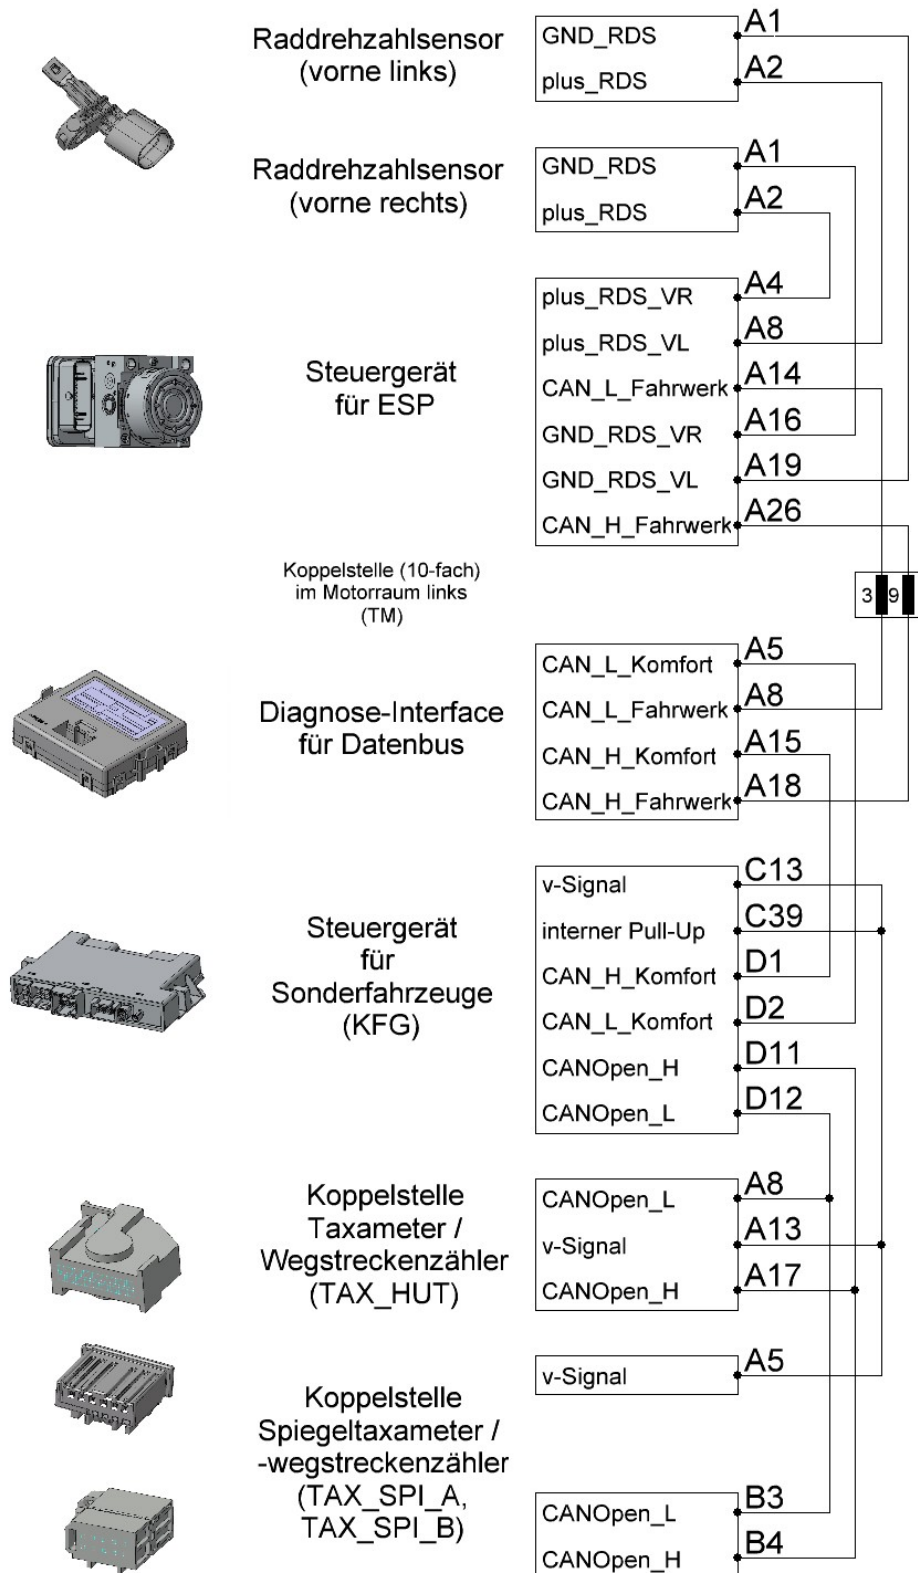 Raddrehzahlsensor
(vorne links)
GND_RDS A1
plus_RDS A2
Raddrehzahlsensor
(vorne rechts)
GND_RDS A1
plus_RDS A2
Steuergerät
für ESP
plus_RDS_VR A4
plus_RDS_VL A8
CAN_L_Fahrwerk A14
GND_RDS_VR A16
GND_RDS_VL A19
CAN_H_Fahrwerk A26
Koppelstelle (10-fach)
im Motorraum links
(TM)
3 9
Diagnose-Interface
für Datenbus
CAN_L_Komfort A5
CAN_L_Fahrwerk A8
CAN_H_Komfort A15
CAN_H_Fahrwerk A18
Steuergerät
für
Sonderfahrzeuge
(KFG)
v-Signal C13
interner Pull-Up C39
CAN_H_Komfort D1
CAN_L_Komfort D2
CANOpen_H D11
CANOpen_L D12
Koppelstelle
Taxameter /
Wegstreckenzähler
(TAX_HUT)
CANOpen_L A8
v-Signal A13
CANOpen_H A17
Koppelstelle
Spiegeltaxameter /
-wegstreckenzähler
(TAX_SPI_A,
TAX_SPI_B)
v-Signal A5
CANOpen_L B3
CANOpen_H B4